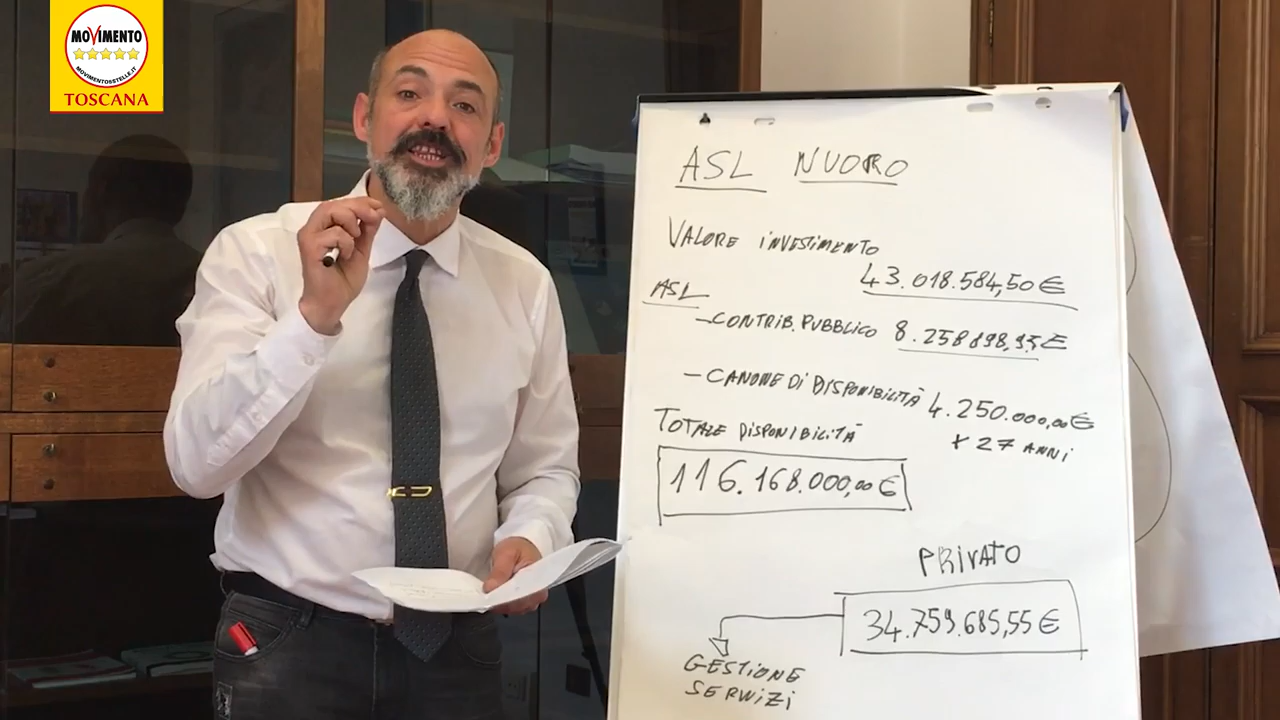 MOVIMENTO
MOVIMENTO5STELLE.IT
TOSCANA
ASL NUORO
VALORE INVESTIMENTO
43.018.584,50 €
ASL
- CONTRIB. PUBBLICO 8.258.898,95 €
- CANONE DI DISPONIBILITÀ 4.250.000,00 €
x 27 ANNI
TOTALE DISPONIBILITÀ
116.168.000,00 €
PRIVATO
34.759.685,55 €
GESTIONE
SERVIZI